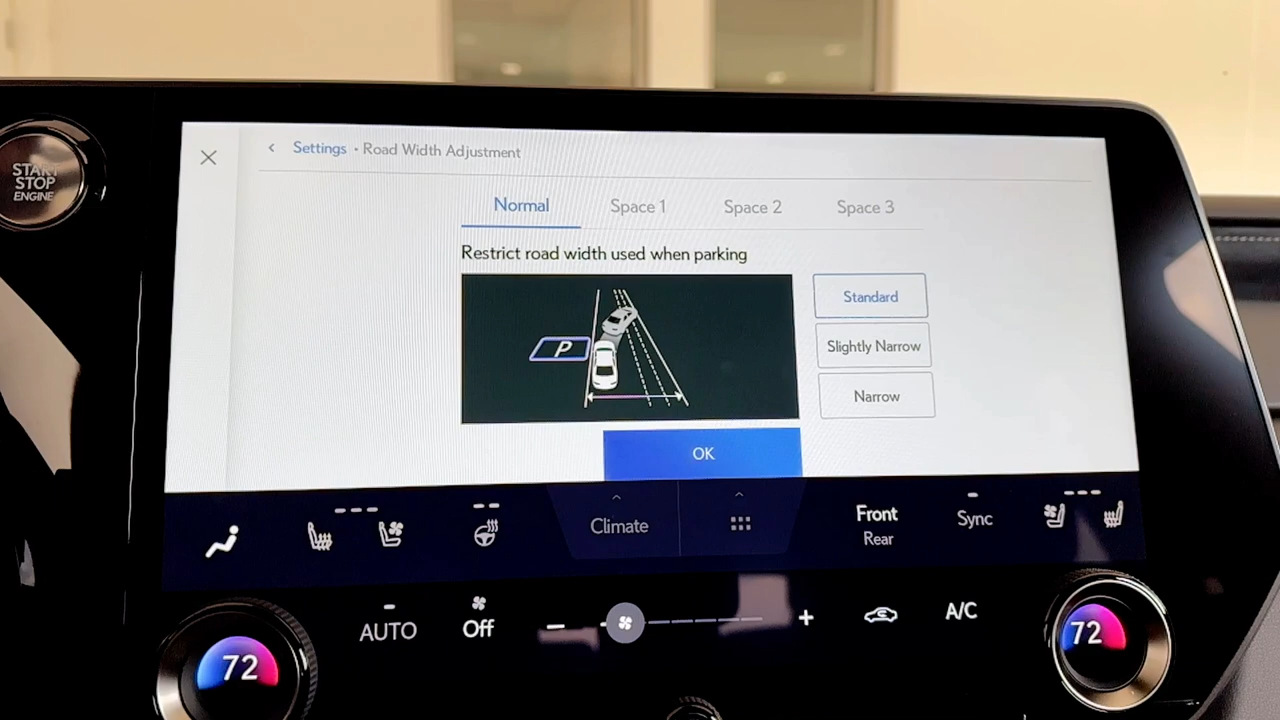 START
STOP
ENGINE
Settings • Road Width Adjustment
Normal
Space 1
Space 2
Space 3
Restrict road width used when parking
P
Standard
Slightly Narrow
Narrow
OK
Climate
Front
Rear
Sync
AUTO
Off
A/C
72
72